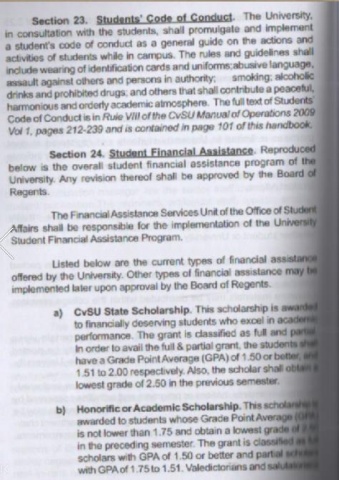 Section 23. Students' Code of Conduct. The University,
in consultation with the students, shall promulgate and implement
a student's code of conduct as a general guide on the actions and
activities of students while in campus. The rules and guidelines shall
include wearing of identification cards and uniforms;abusive language,
assault against others and persons in authority; smoking; alcoholic
drinks and prohibited drugs; and others that shall contribute a peaceful,
harmonious and orderly academic atmosphere. The full text of Students'
Code of Conduct is in Rule VIII of the CvSU Manual of Operations 2009
Vol 1, pages 212-239 and is contained in page 101 of this handbook.
Section 24. Student Financial Assistance. Reproduced
below is the overall student financial assistance program of the
University. Any revision thereof shall be approved by the Board of
Regents.
The Financial Assistance Services Unit of the Office of Student
Affairs shall be responsible for the implementation of the University
Student Financial Assistance Program.
Listed below are the current types of financial assistance
offered by the University. Other types of financial assistance may be
implemented later upon approval by the Board of Regents.
a) CvSU State Scholarship. This scholarship is awarded
to financially deserving students who excel in academic
performance. The grant is classified as full and partial.
In order to avail the full & partial grant, the students shall
have a Grade Point Average (GPA) of 1.50 or better, and
1.51 to 2.00 respectively. Also, the scholar shall obtain a
lowest grade of 2.50 in the previous semester.
b) Honorific or Academic Scholarship. This scholarship is
awarded to students whose Grade Point Average (GPA)
is not lower than 1.75 and obtain a lowest grade of
in the preceding semester. The grant is classified as full
scholars with GPA of 1.50 or better and partial scholars
with GPA of 1.75 to 1.51. Valedictorians and salutatorians